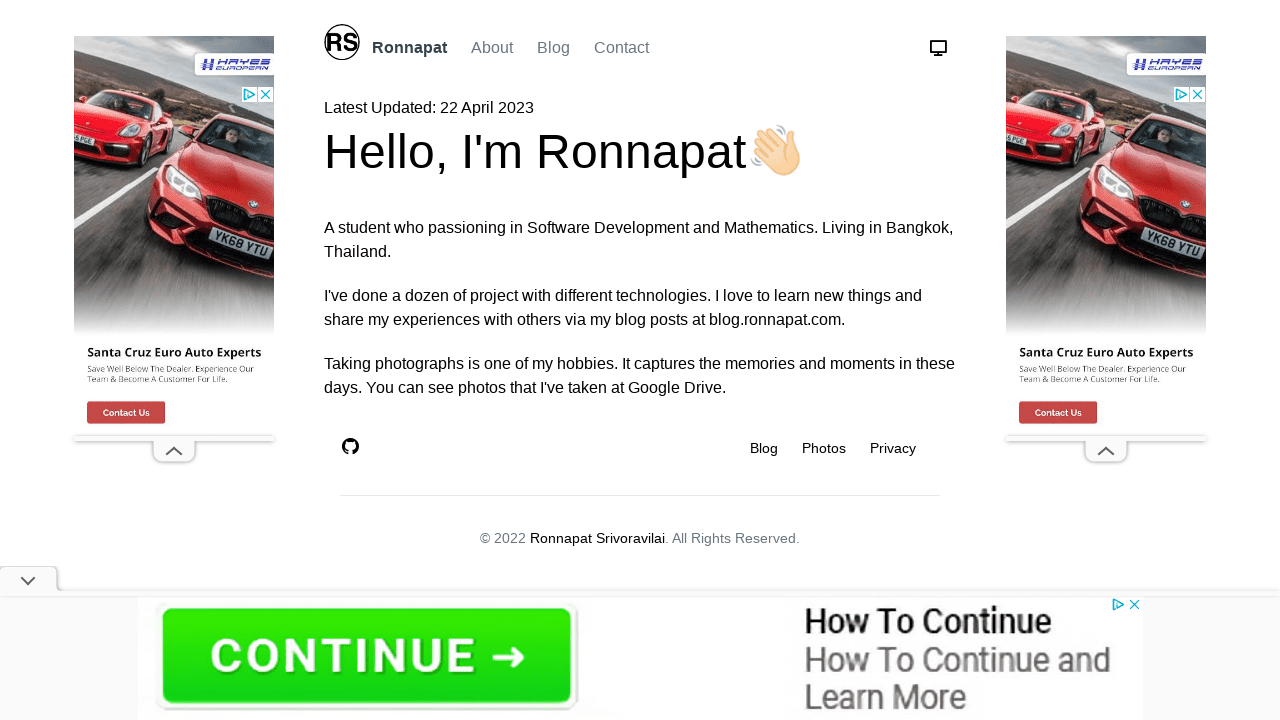 RS
Ronnapat About Blog Contact
Latest Updated: 22 April 2023
Hello, I'm Ronnapat
A student who passioning in Software Development and Mathematics. Living in Bangkok,
Thailand.
I've done a dozen of project with different technologies. I love to learn new things and
share my experiences with others via my blog posts at blog.ronnapat.com.
Taking photographs is one of my hobbies. It captures the memories and moments in these
days. You can see photos that I've taken at Google Drive.
Blog Photos Privacy
© 2022 Ronnapat Srivoravilai. All Rights Reserved.
HAYES
EUROPEAN
YK68 YTU
Santa Cruz Euro Auto Experts
Save Well Below The Dealer. Experience Our
Team & Become A Customer For Life.
Contact Us
HAYES
EUROPEAN
YK68 YTU
Santa Cruz Euro Auto Experts
Save Well Below The Dealer. Experience Our
Team & Become A Customer For Life.
Contact Us
CONTINUE →
How To Continue
How To Continue and
Learn More